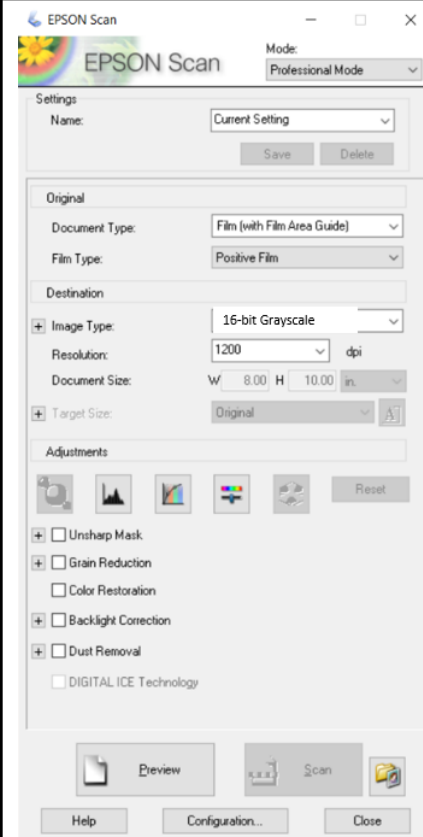 EPSON Scan
EPSON Scan
Mode:
Professional Mode
Settings
Name:
Current Setting
Save
Delete
Original
Document Type:
Film (with Film Area Guide)
Film Type:
Positive Film
Destination
Image Type:
16-bit Grayscale
Resolution:
1200
dpi
Document Size:
W 8.00 H 10.00 in.
Target Size:
Original
A
Adjustments
Reset
Unsharp Mask
Grain Reduction
Color Restoration
Backlight Correction
Dust Removal
DIGITAL ICE Technology
Preview
Scan
Help
Configuration...
Close